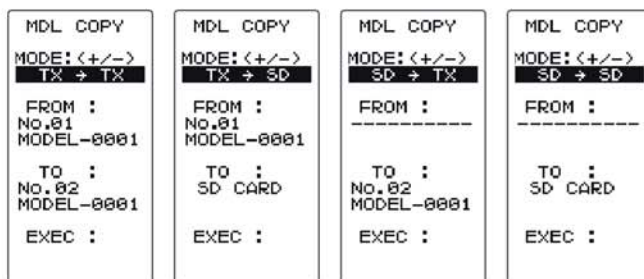 MDL COPY
MODE:(+/-)
TX → TX
FROM :
No.01
MODEL-0001
TO :
No.02
MODEL-0001
EXEC :
MDL COPY
MODE:(+/-)
TX → SD
FROM :
No.01
MODEL-0001
TO :
SD CARD
EXEC :
MDL COPY
MODE:(+/-)
SD → TX
FROM :
----------
TO :
No.02
MODEL-0001
EXEC :
MDL COPY
MODE:(+/-)
SD → SD
FROM :
----------
TO :
SD CARD
EXEC :